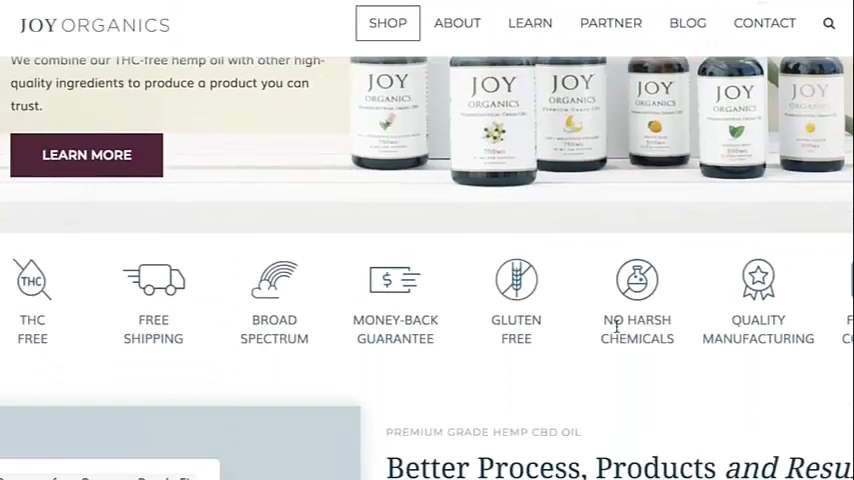 JOY ORGANICS
SHOP ABOUT LEARN PARTNER BLOG CONTACT
We combine our THC-free hemp oil with other high-
quality ingredients to produce a product you can
trust.
LEARN MORE
JOY ORGANICS
JOY ORGANICS
JOY ORGANICS
JOY ORGANICS
JOY ORGANICS
JOY ORGANICS
THC
THC FREE
FREE SHIPPING
BROAD SPECTRUM
$
MONEY-BACK GUARANTEE
GLUTEN FREE
NO HARSH CHEMICALS
QUALITY MANUFACTURING
PREMIUM GRADE HEMP CBD OIL
Better Process, Products and Resu